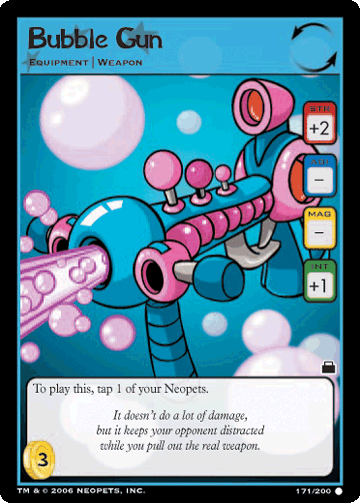 Bubble Gun
EQUIPMENT | WEAPON
STR
+2
AGI
–
MAG
–
INT
+1
To play this, tap 1 of your Neopets.
It doesn't do a lot of damage,
but it keeps your opponent distracted
while you pull out the real weapon.
3
TM & © 2006 NEOPETS, INC.
171/200